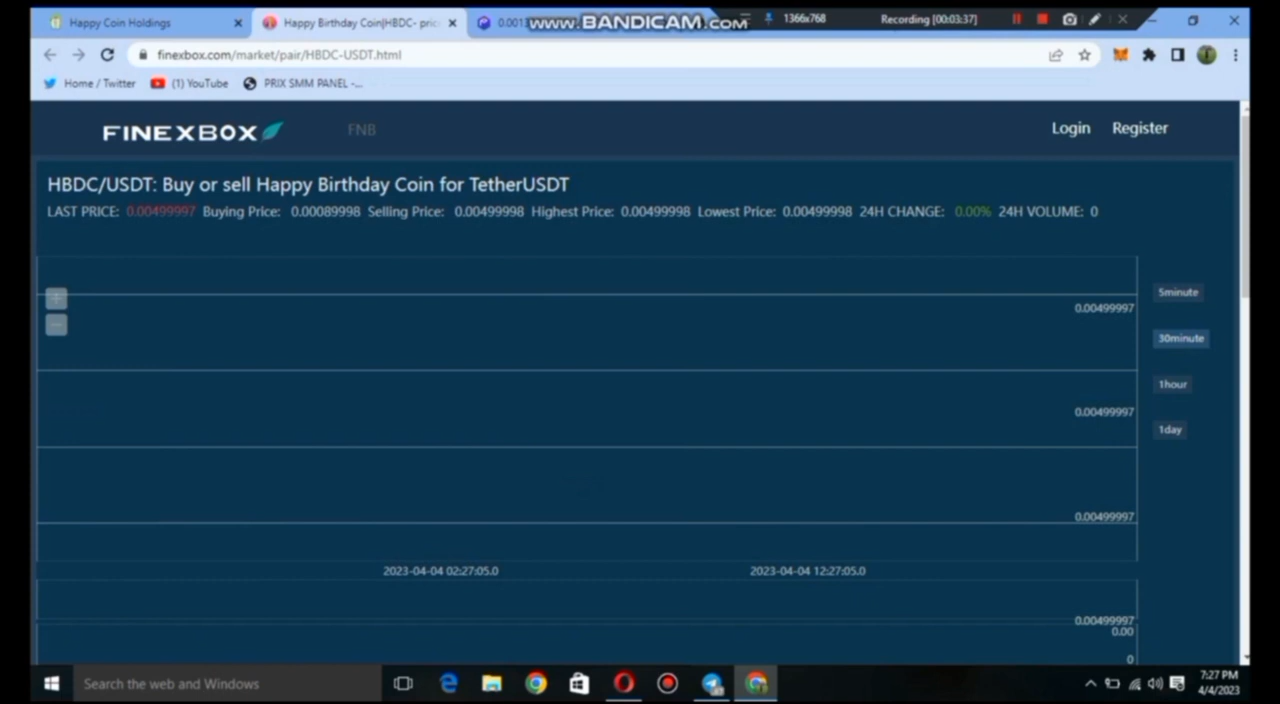 Happy Coin Holdings
Happy Birthday Coin|HBDC- pric
0.001
www.BANDICAM.com
1366x768
Recording [00:03:37]
finexbox.com/market/pair/HBDC-USDT.html
Home / Twitter
(1) YouTube
PRIX SMM PANEL -...
FINEXBOX
FNB
Login
Register
HBDC/USDT: Buy or sell Happy Birthday Coin for TetherUSDT
LAST PRICE: 0.00499997 Buying Price: 0.00089998 Selling Price: 0.00499998 Highest Price: 0.00499998 Lowest Price: 0.00499998 24H CHANGE: 0.00% 24H VOLUME: 0
5minute
0.00499997
30minute
1hour
0.00499997
1day
0.00499997
2023-04-04 02:27:05.0
2023-04-04 12:27:05.0
0.00499997
0.00
0
Search the web and Windows
7:27 PM
4/4/2023